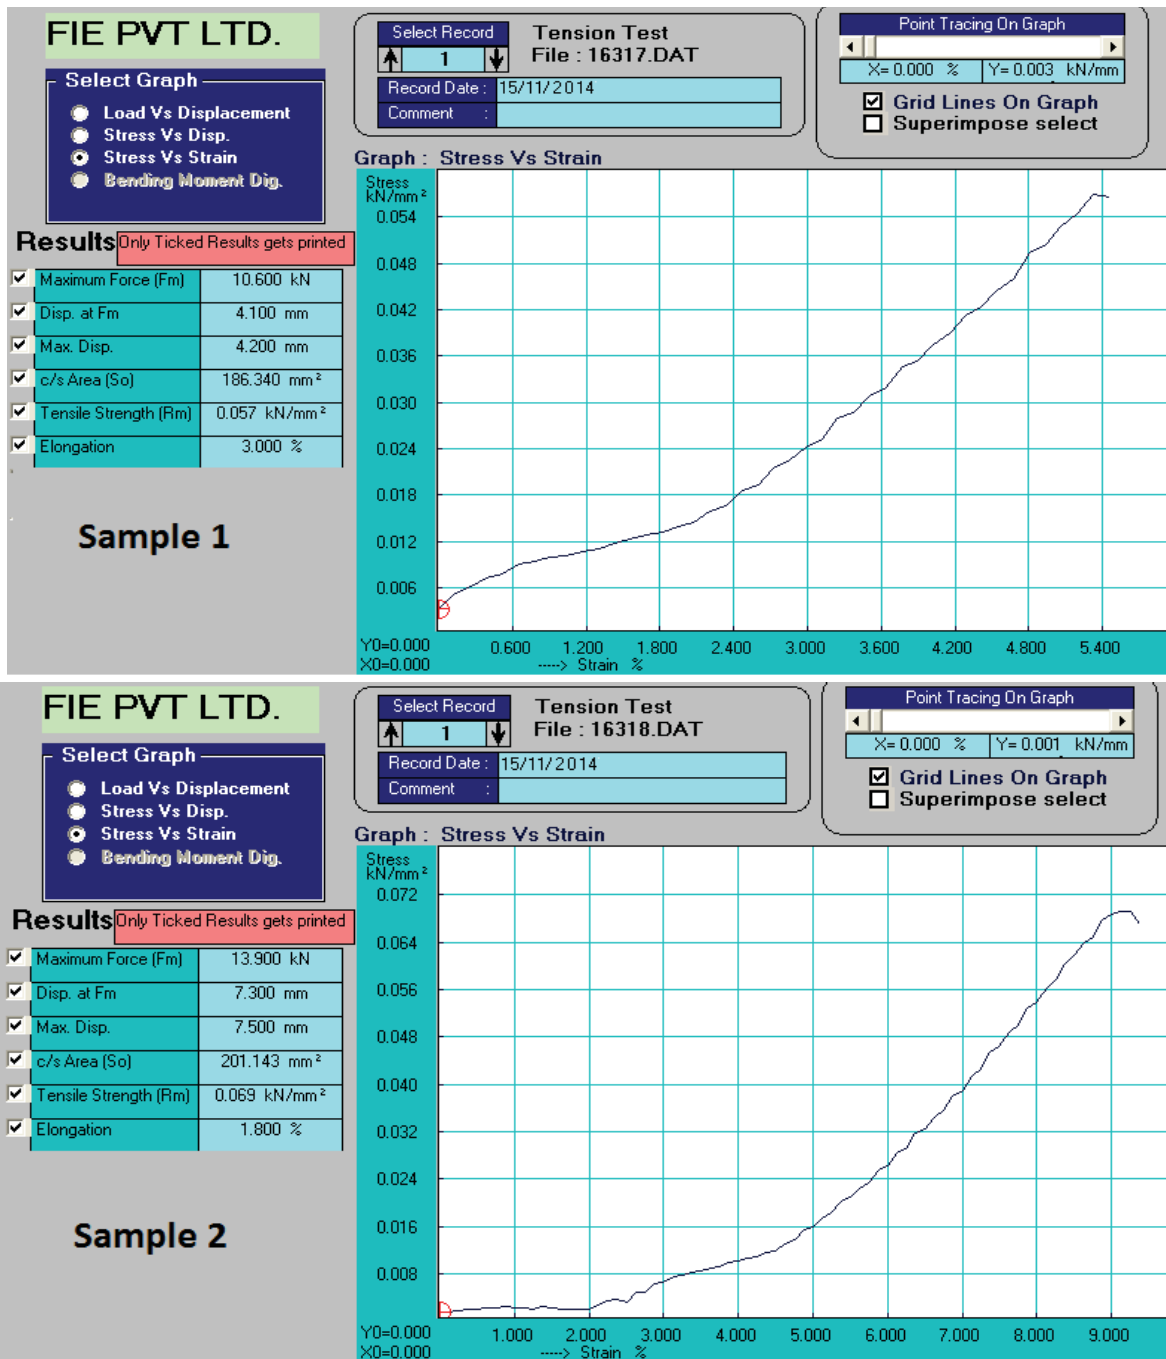 FIE PVT LTD.
Select Graph
Load Vs Displacement
Stress Vs Disp.
Stress Vs Strain
Bending Moment Dig.
Select Record
1
Tension Test
File : 16317.DAT
Record Date : 15/11/2014
Comment :
Point Tracing On Graph
X= 0.000 % Y= 0.003 kN/mm
Grid Lines On Graph
Superimpose select
Results Only Ticked Results gets printed
Maximum Force (Fm) 10.600 kN
Disp. at Fm 4.100 mm
Max. Disp. 4.200 mm
c/s Area (So) 186.340 mm²
Tensile Strength (Rm) 0.057 kN/mm²
Elongation 3.000 %
Sample 1
Graph : Stress Vs Strain
Stress
kN/mm²
0.054
0.048
0.042
0.036
0.030
0.024
0.018
0.012
0.006
Y0=0.000
X0=0.000
0.600 1.200 1.800 2.400 3.000 3.600 4.200 4.800 5.400
----> Strain %
FIE PVT LTD.
Select Graph
Load Vs Displacement
Stress Vs Disp.
Stress Vs Strain
Bending Moment Dig.
Select Record
1
Tension Test
File : 16318.DAT
Record Date : 15/11/2014
Comment :
Point Tracing On Graph
X= 0.000 % Y= 0.001 kN/mm
Grid Lines On Graph
Superimpose select
Results Only Ticked Results gets printed
Maximum Force (Fm) 13.900 kN
Disp. at Fm 7.300 mm
Max. Disp. 7.500 mm
c/s Area (So) 201.143 mm²
Tensile Strength (Rm) 0.069 kN/mm²
Elongation 1.800 %
Sample 2
Graph : Stress Vs Strain
Stress
kN/mm²
0.072
0.064
0.056
0.048
0.040
0.032
0.024
0.016
0.008
Y0=0.000
X0=0.000
1.000 2.000 3.000 4.000 5.000 6.000 7.000 8.000 9.000
----> Strain %